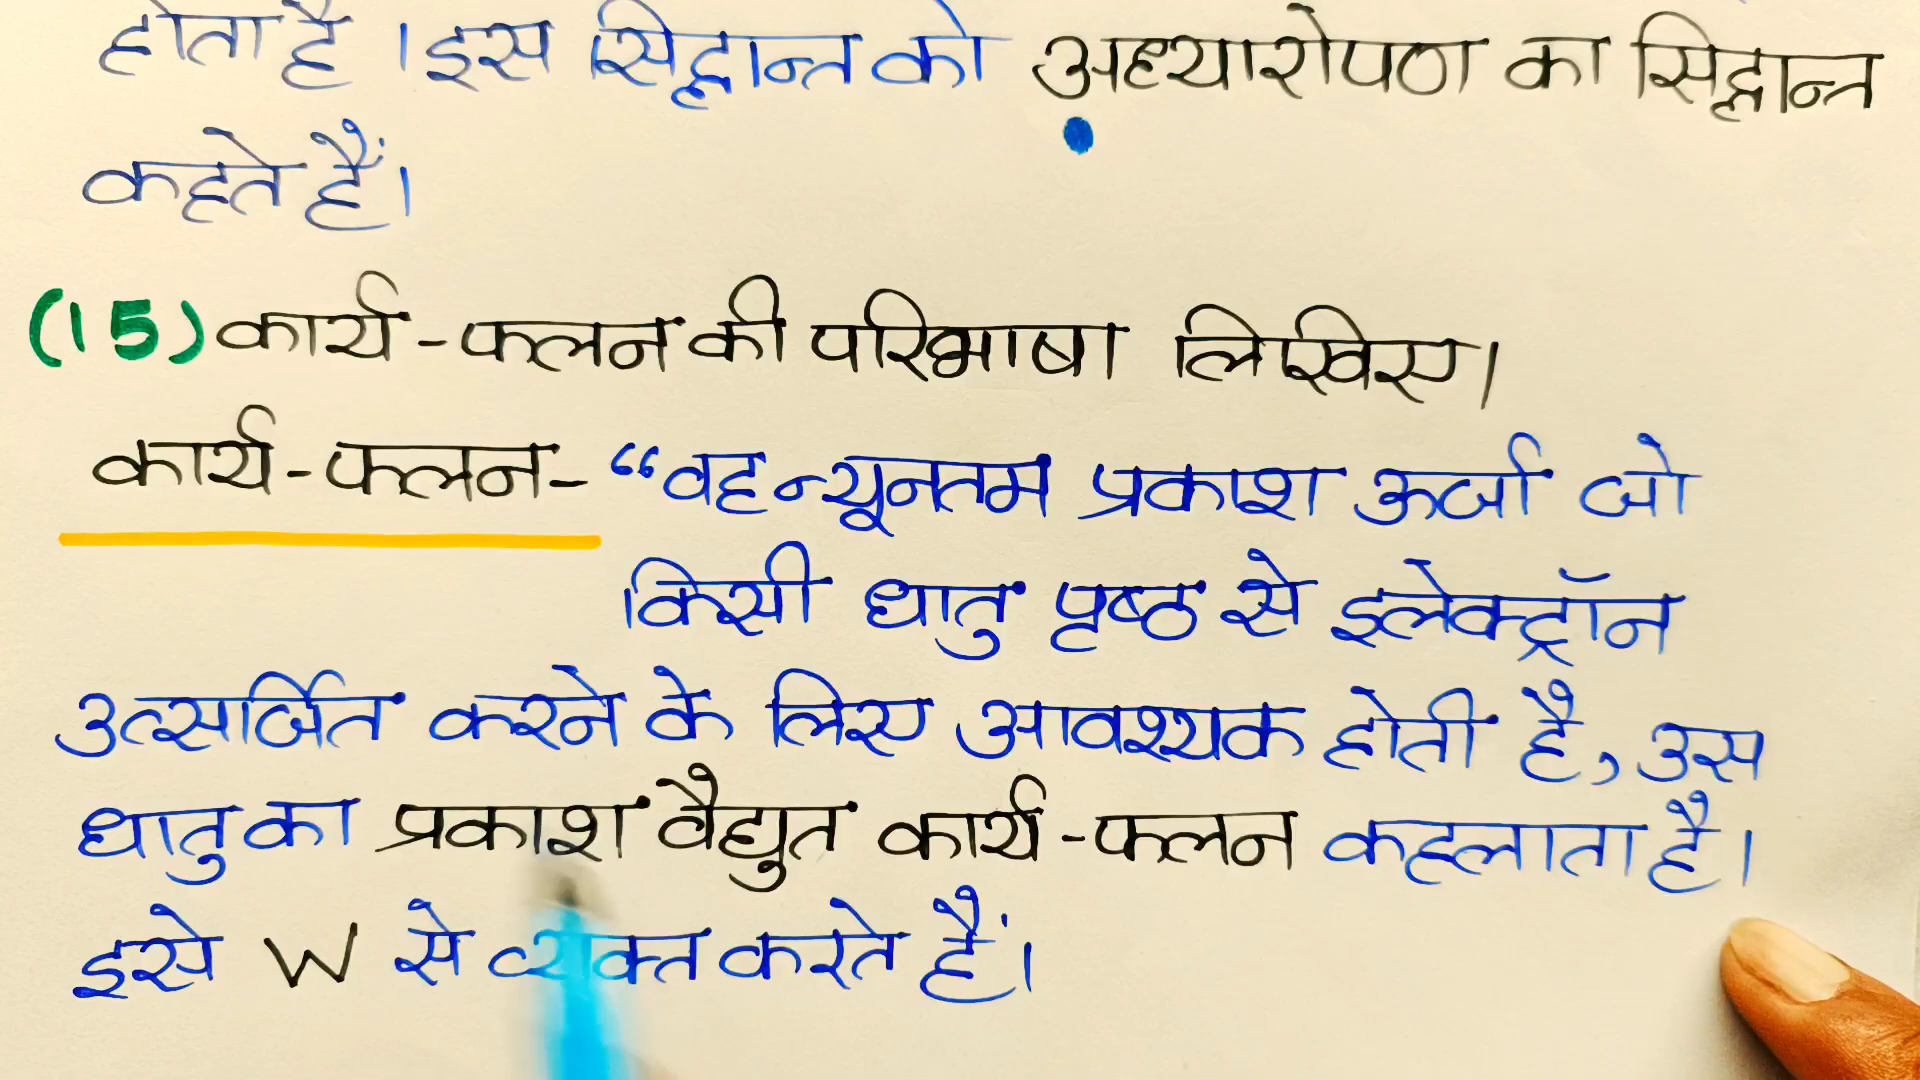 होता है । इस सिद्धान्त को अध्यारोपण का सिद्धान्त
कहते हैं।
(15) कार्य-फलन की परिभाषा लिखिए।
कार्य-फलन- “वह न्यूनतम प्रकाश ऊर्जा जो
किसी धातु पृष्ठ से इलेक्ट्रॉन
उत्सर्जित करने के लिए आवश्यक होती है, उस
धातु का प्रकाश वैद्युत कार्य-फलन कहलाता है।
इसे W से व्यक्त करते हैं।